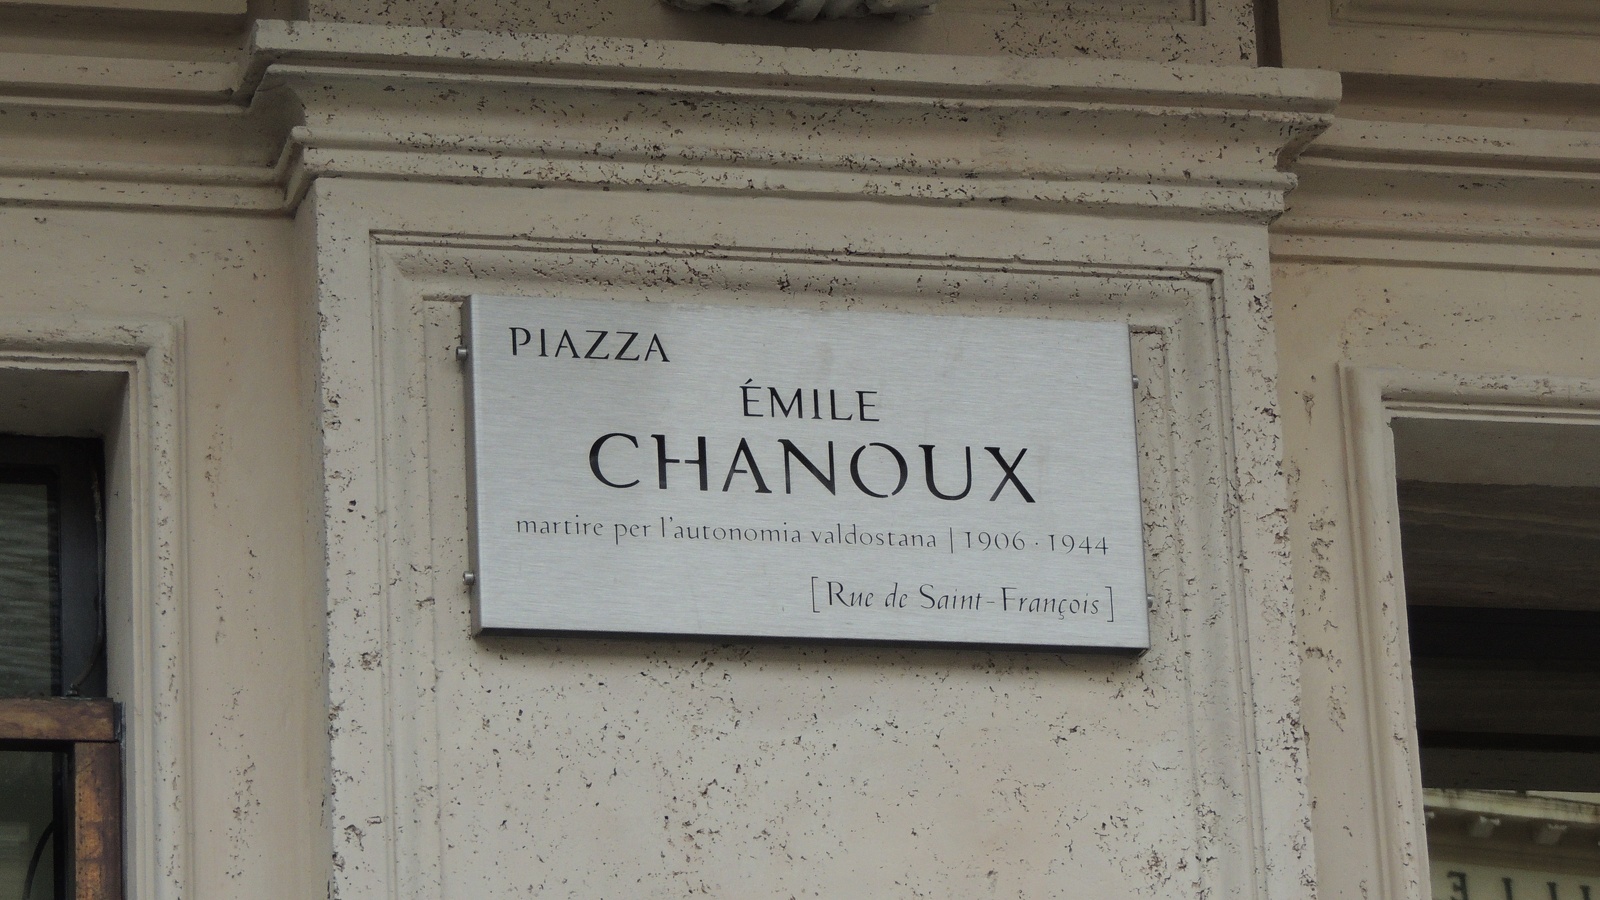 PIAZZA
ÉMILE
CHANOUX
martire per l'autonomia valdostana | 1906 · 1944
[Rue de Saint-François]